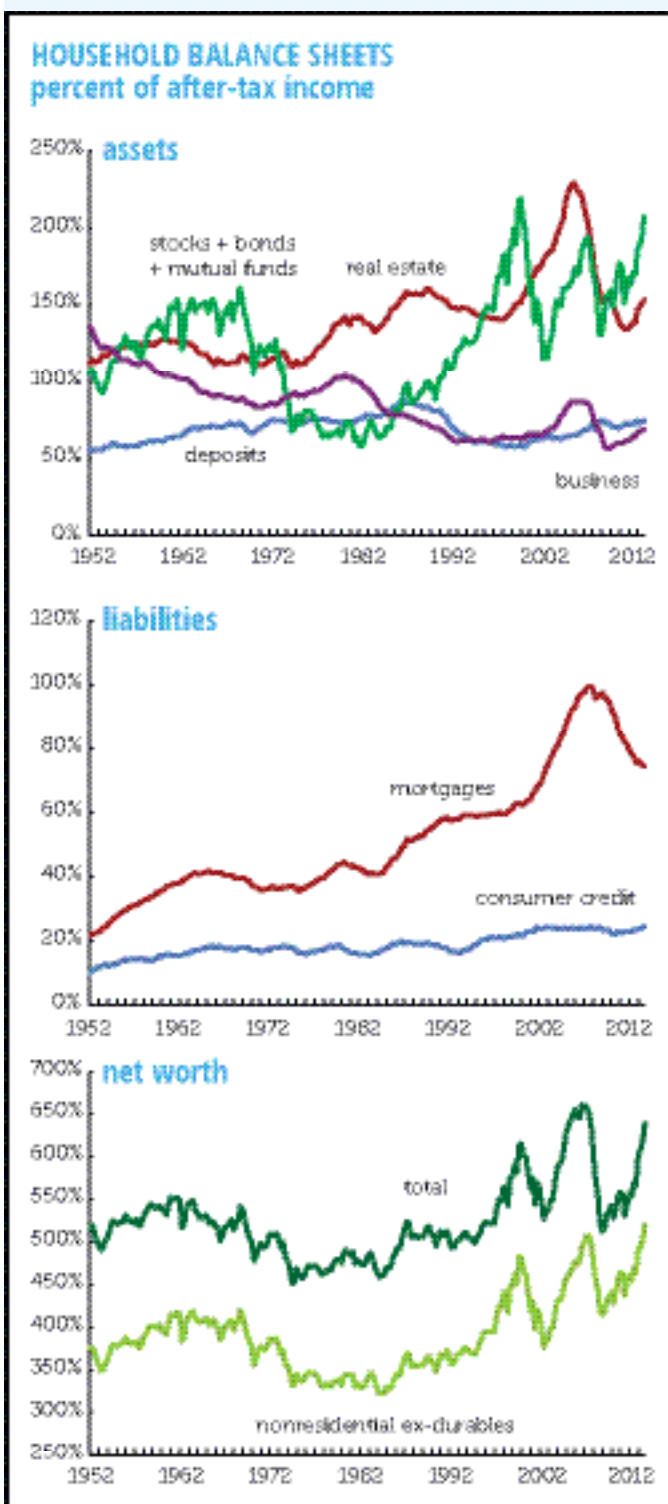 HOUSEHOLD BALANCE SHEETS
percent of after-tax income
assets
250%
200%
150%
100%
50%
0%
stocks + bonds
+ mutual funds
real estate
deposits
business
1952 1962 1972 1982 1992 2002 2012
liabilities
120%
100%
80%
60%
40%
20%
0%
mortgages
consumer credit
1952 1962 1972 1982 1992 2002 2012
net worth
700%
650%
600%
550%
500%
450%
400%
350%
300%
250%
total
nonresidential ex-durables
1952 1962 1972 1982 1992 2002 2012